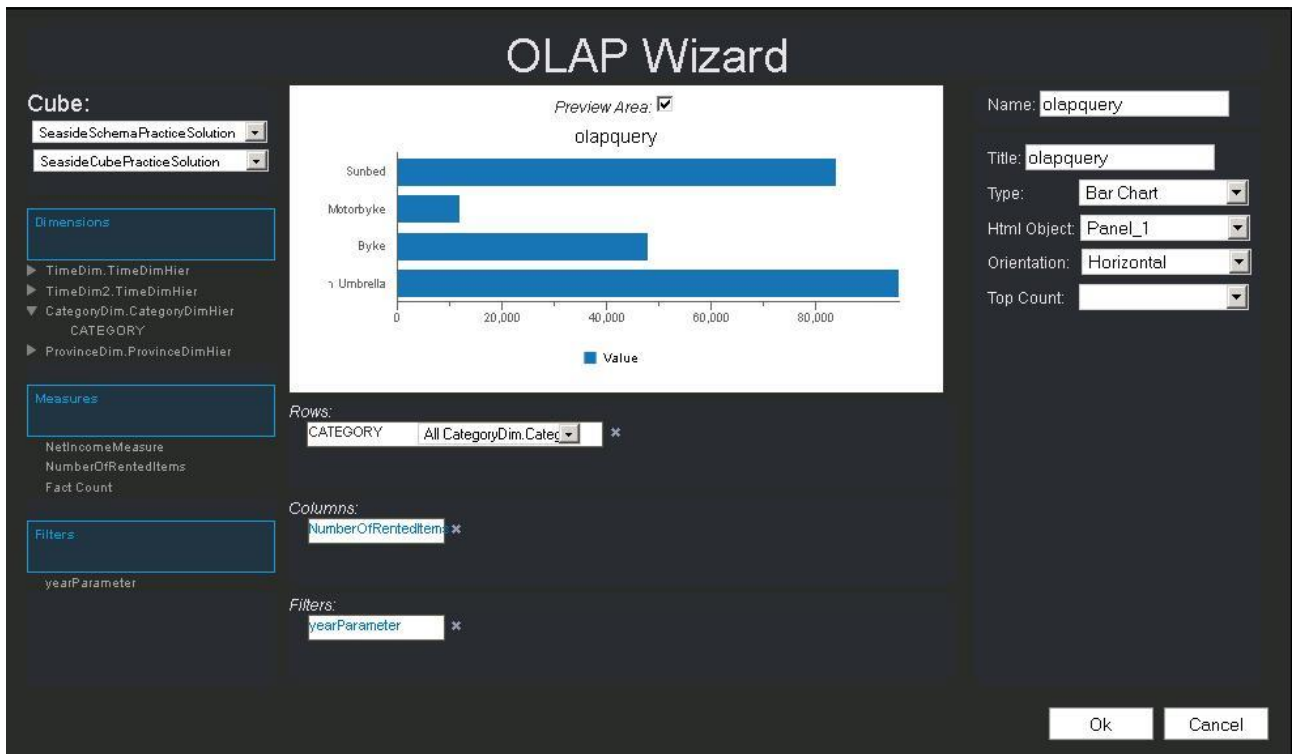 OLAP Wizard
Cube:
SeasideSchemaPracticeSolution
SeasideCubePracticeSolution
Dimensions
TimeDim.TimeDimHier
TimeDim2.TimeDimHier
CategoryDim.CategoryDimHier
CATEGORY
ProvinceDim.ProvinceDimHier
Measures
NetIncomeMeasure
NumberOfRentedItems
Fact Count
Filters
yearParameter
Preview Area:
olapquery
Sunbed
Motorbyke
Byke
Umbrella
0 20,000 40,000 60,000 80,000
Value
Rows:
CATEGORY All CategoryDim.Categ
Columns:
NumberOfRentedItems
Filters:
yearParameter
Name: olapquery
Title: olapquery
Type: Bar Chart
Html Object: Panel_1
Orientation: Horizontal
Top Count:
Ok Cancel